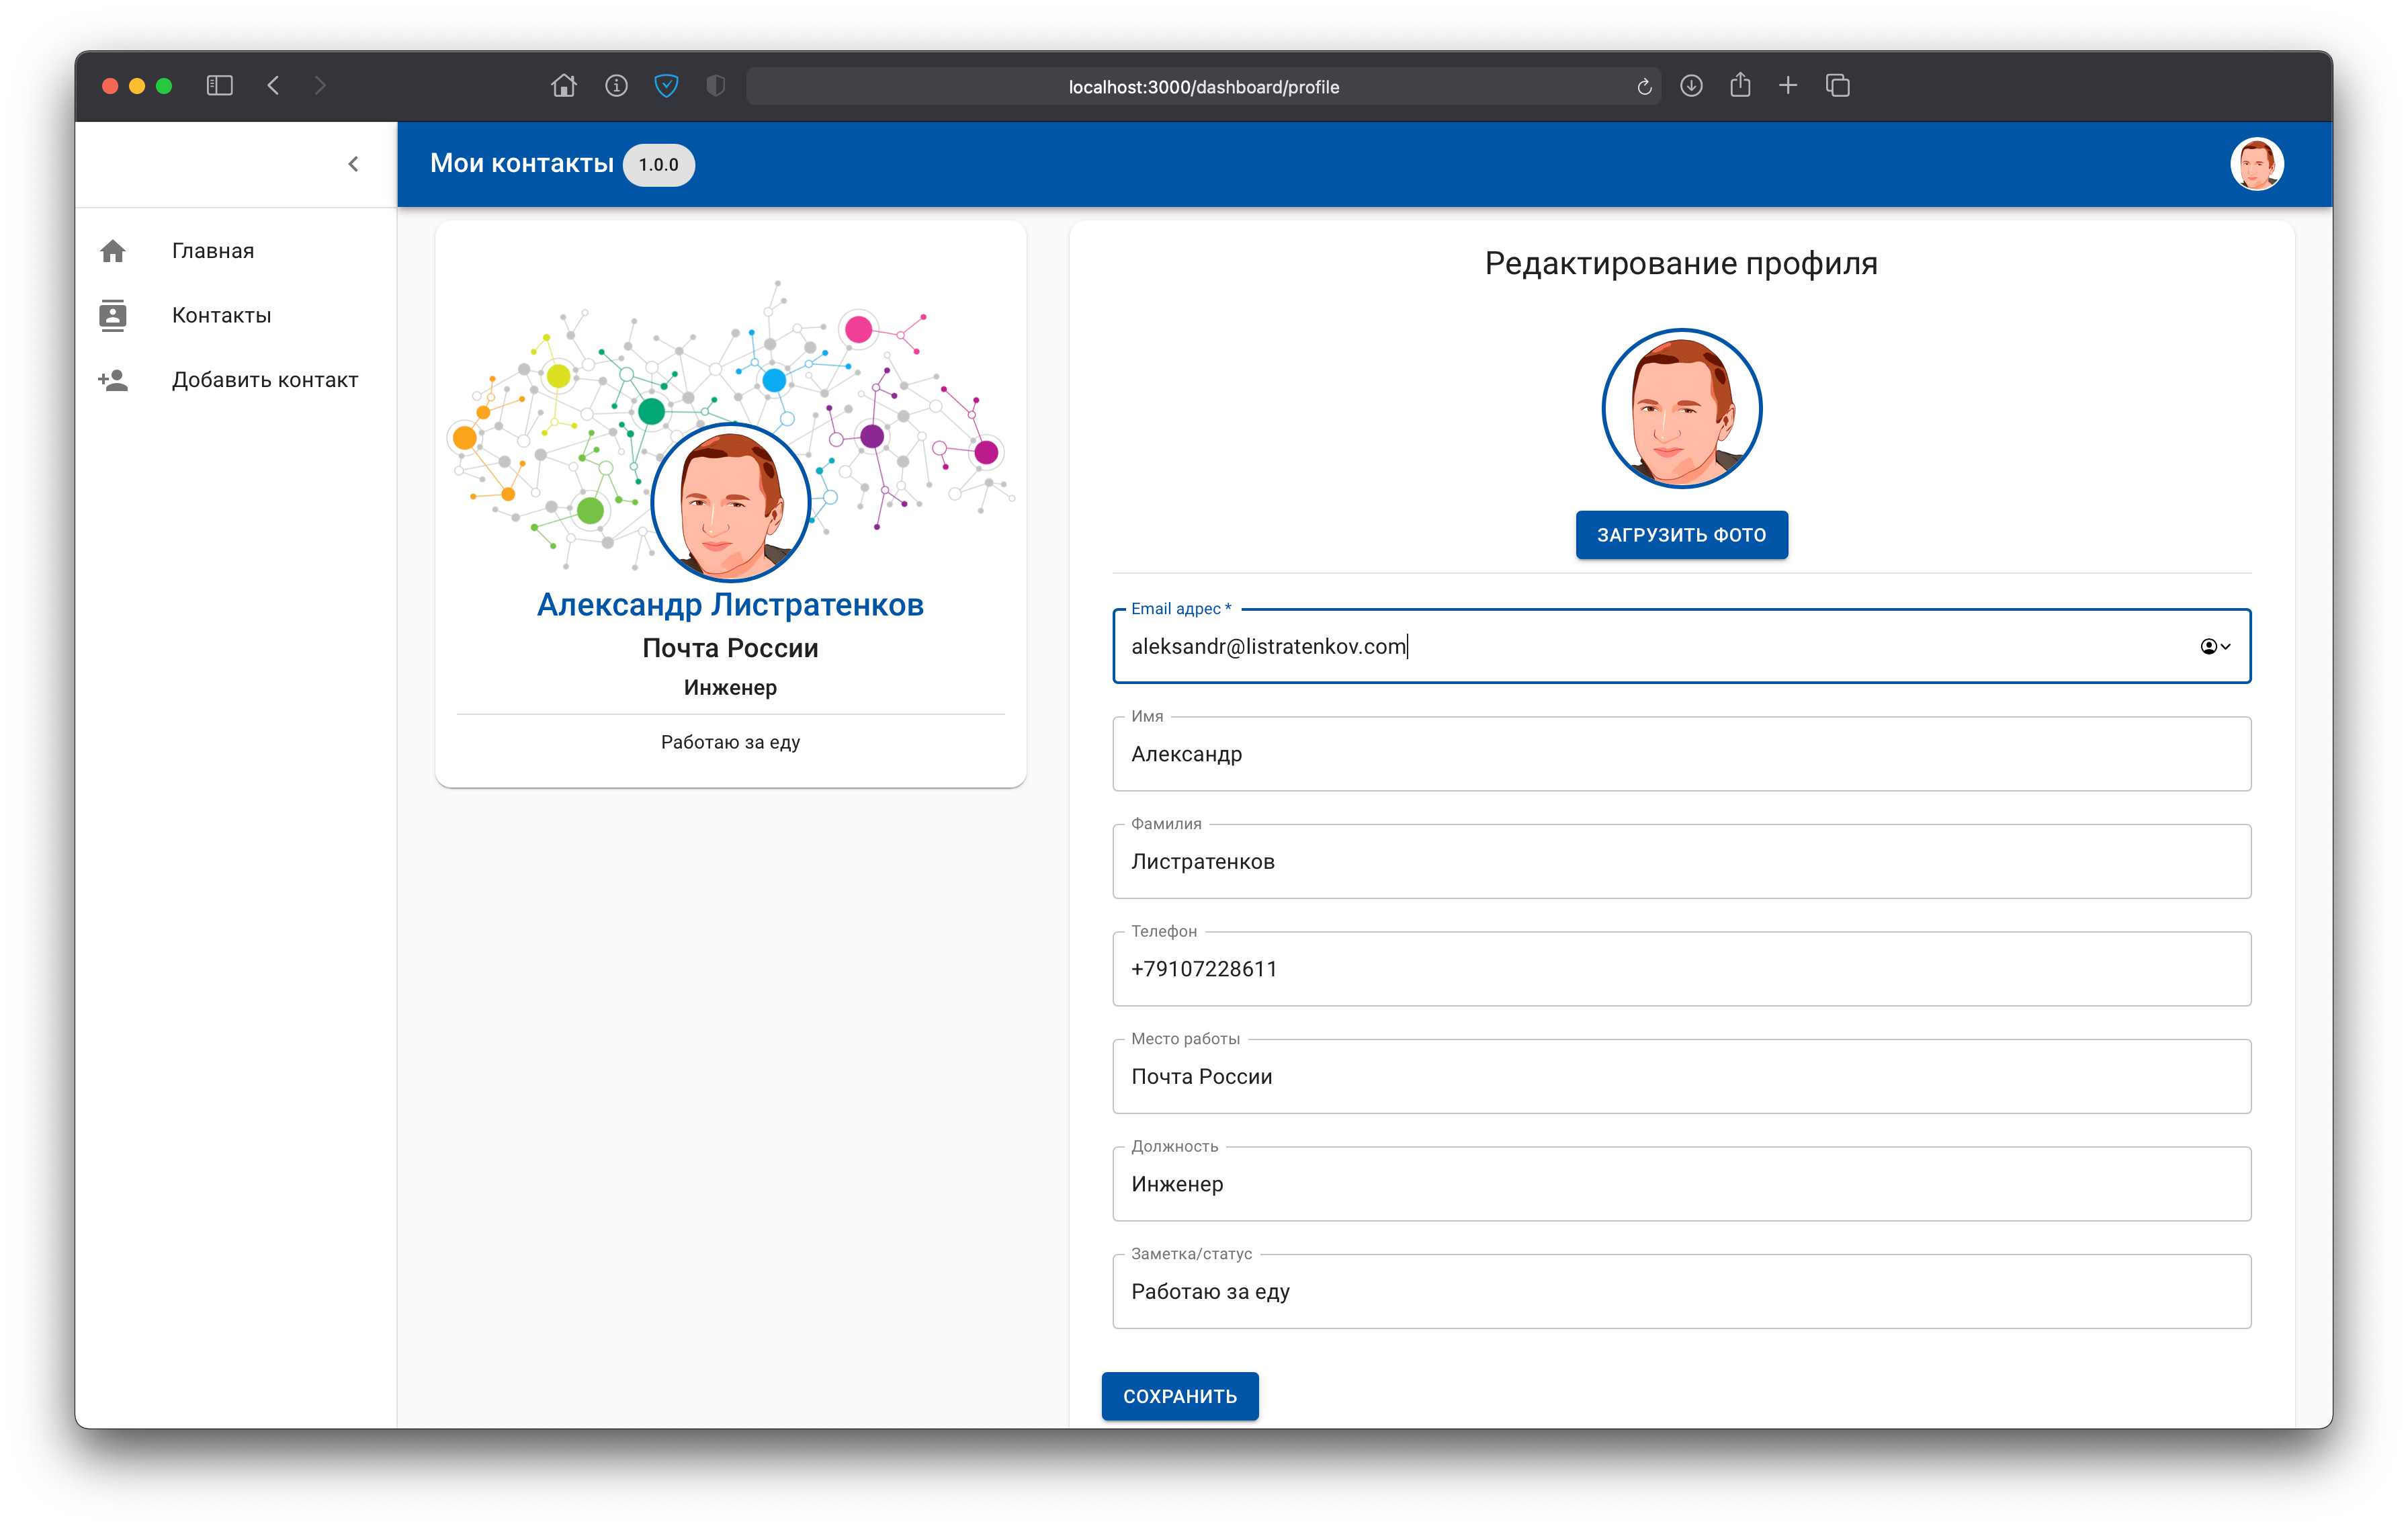 localhost:3000/dashboard/profile
Мои контакты 1.0.0
Главная
Контакты
Добавить контакт
Александр Листратенков
Почта России
Инженер
Работаю за еду
Редактирование профиля
ЗАГРУЗИТЬ ФОТО
Email адрес *
aleksandr@listratenkov.com
Имя
Александр
Фамилия
Листратенков
Телефон
+79107228611
Место работы
Почта России
Должность
Инженер
Заметка/статус
Работаю за еду
СОХРАНИТЬ